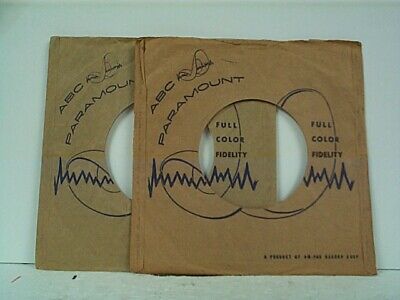 ABC
PARAMOUNT
ABC
PARAMOUNT
FULL
COLOR
FIDELITY
FULL
COLOR
FIDELITY
A PRODUCT OF AM-PAR RECORD CORP